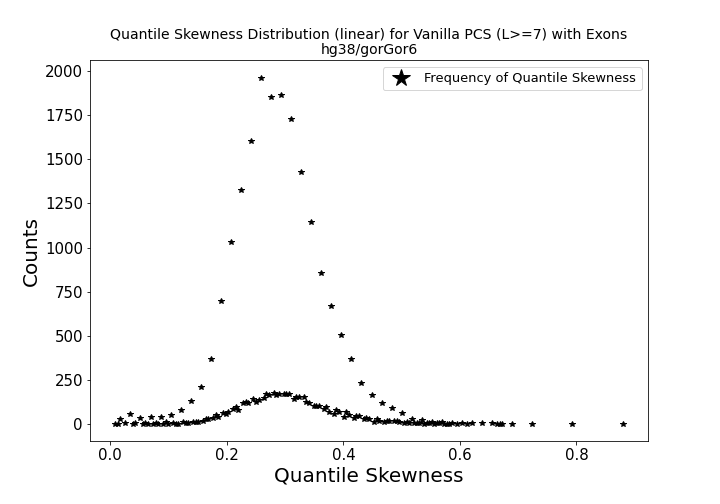 Quantile Skewness Distribution (linear) for Vanilla PCS (L>=7) with Exons
hg38/gorGor6
Frequency of Quantile Skewness
2000
1750
1500
1250
1000
750
500
250
0
Counts
0.0 0.2 0.4 0.6 0.8
Quantile Skewness